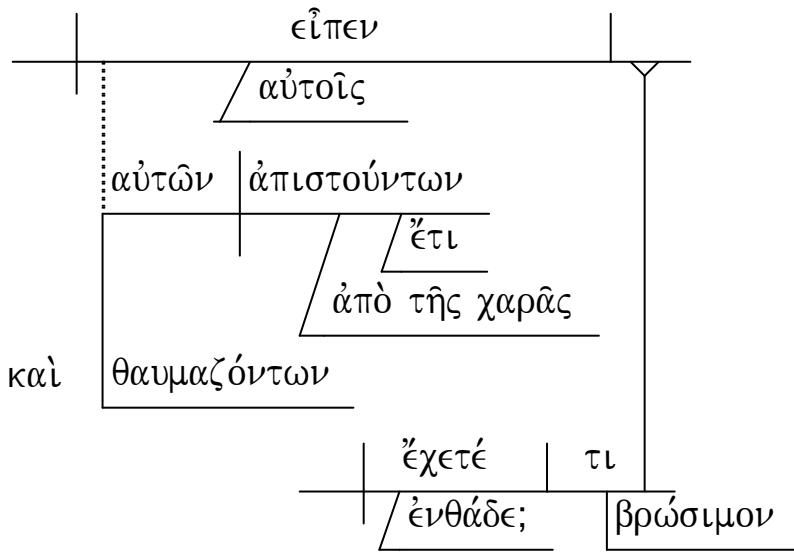 εἶπεν
αὐτοῖς
αὐτῶν ἀπιστούντων
ἔτι
ἀπὸ τῆς χαρᾶς
καὶ θαυμαζόντων
ἔχετέ τι
ἐνθάδε; βρώσιμον